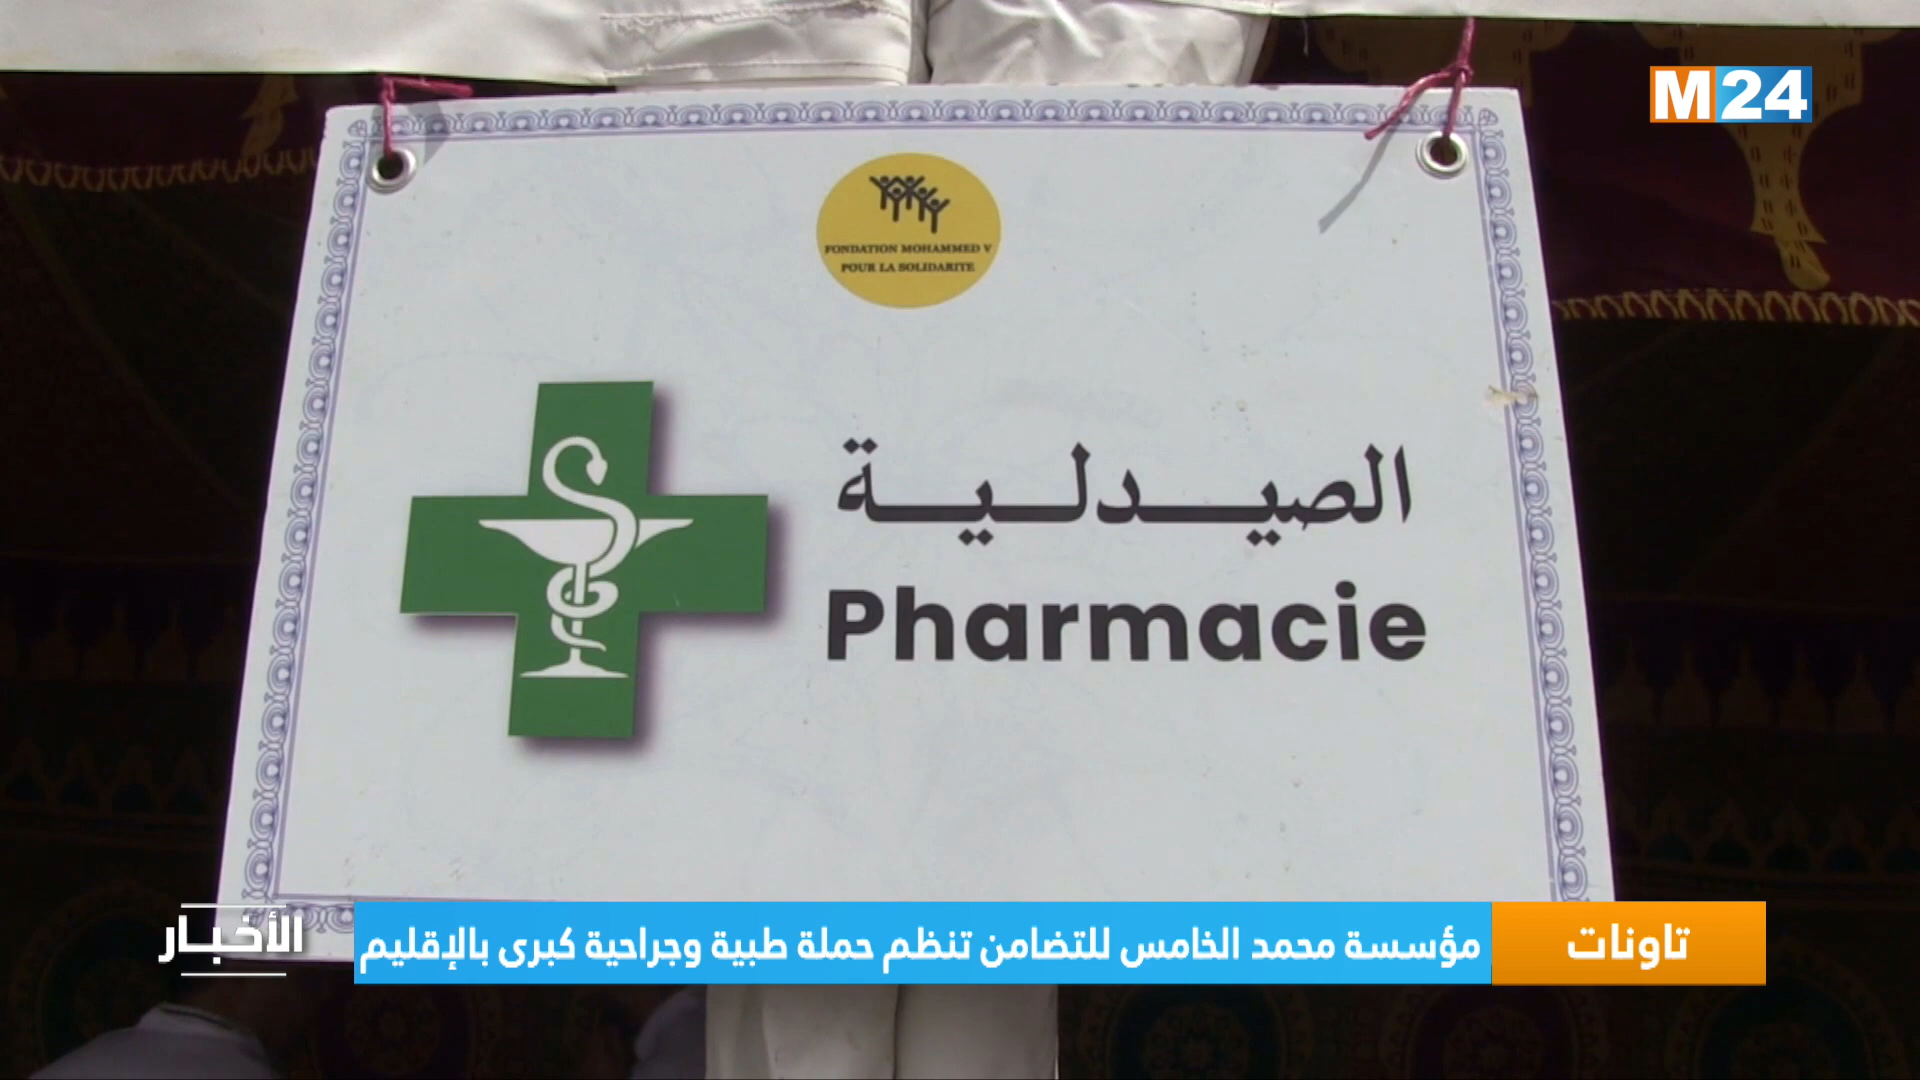 M24
FONDATION MOHAMMED V
POUR LA SOLIDARITE
الصيدلية
Pharmacie
تاونات
مؤسسة محمد الخامس للتضامن تنظم حملة طبية وجراحية كبرى بالإقليم
الأخبار